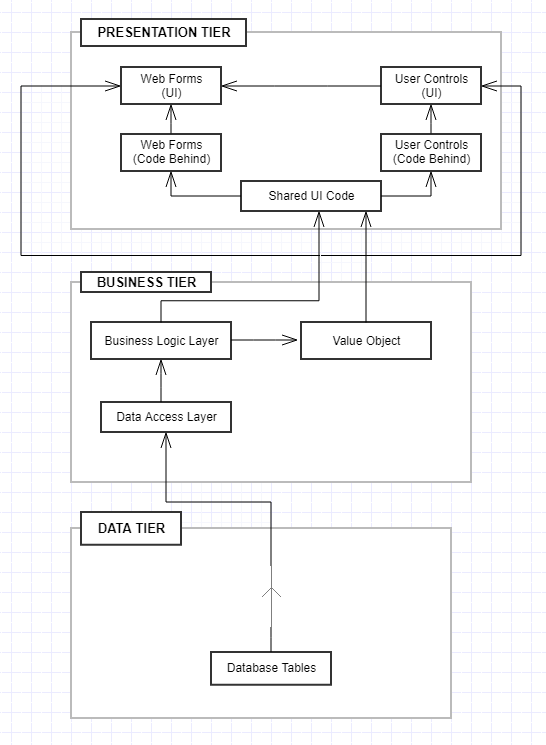 PRESENTATION TIER
Web Forms
(UI)
User Controls
(UI)
Web Forms
(Code Behind)
User Controls
(Code Behind)
Shared UI Code
BUSINESS TIER
Business Logic Layer
Value Object
Data Access Layer
DATA TIER
Database Tables